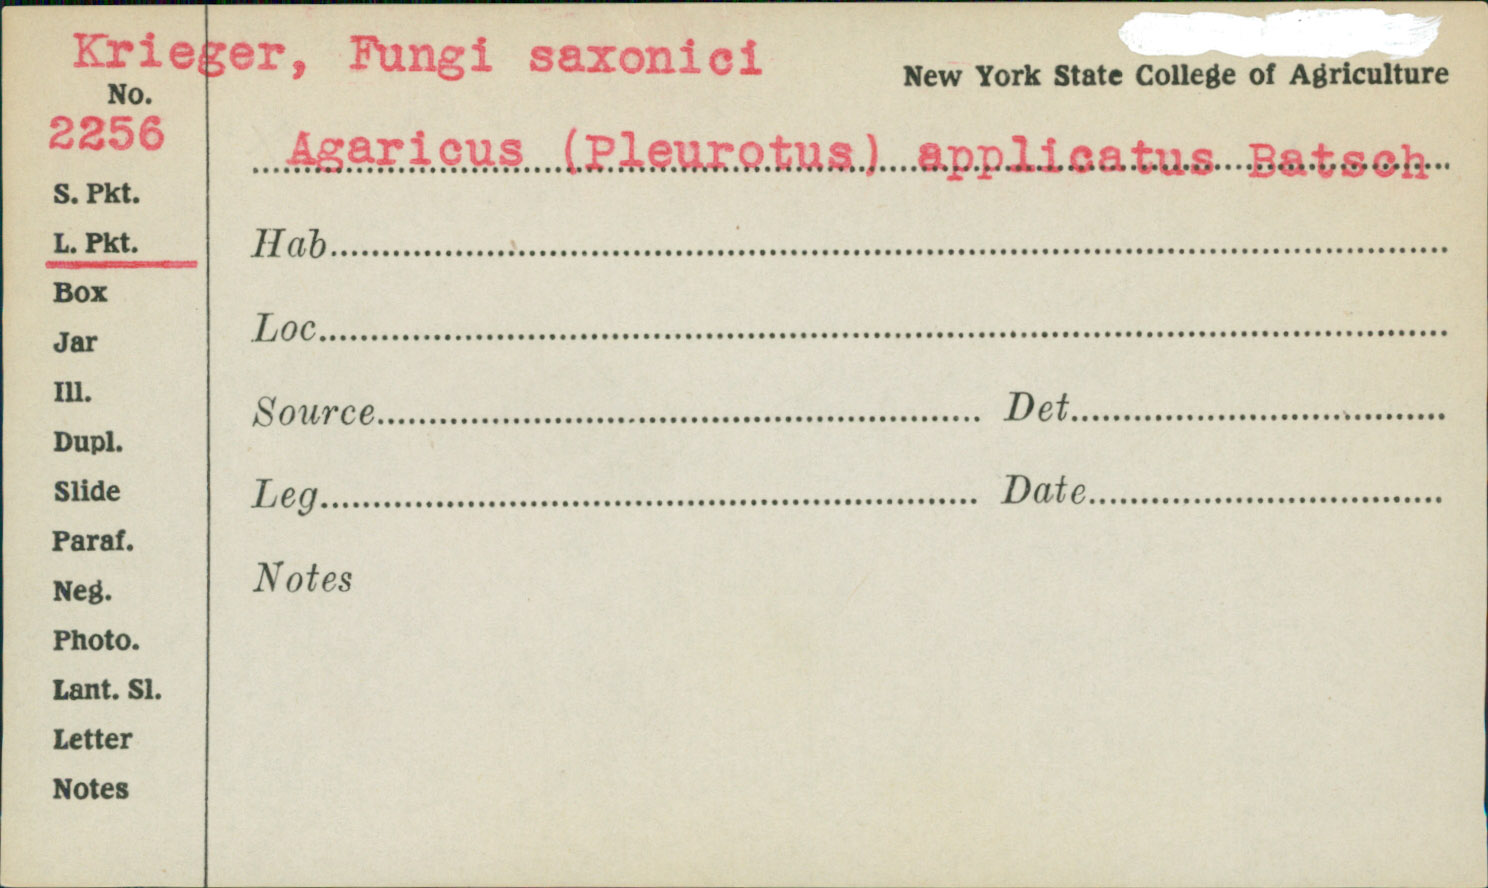 Krieger, Fungi saxonici
New York State College of Agriculture
No.
2256
Agaricus (Pleurotus) applicatus Batsch
S. Pkt.
L. Pkt.
Hab
Box
Loc
Jar
Ill.
Source Det
Dupl.
Slide
Leg Date
Paraf.
Neg.
Notes
Photo.
Lant. Sl.
Letter
Notes